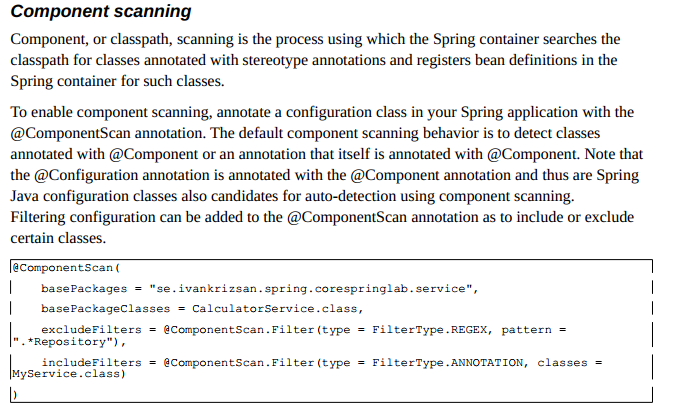 Component scanning
Component, or classpath, scanning is the process using which the Spring container searches the
classpath for classes annotated with stereotype annotations and registers bean definitions in the
Spring container for such classes.
To enable component scanning, annotate a configuration class in your Spring application with the
@ComponentScan annotation. The default component scanning behavior is to detect classes
annotated with @Component or an annotation that itself is annotated with @Component. Note that
the @Configuration annotation is annotated with the @Component annotation and thus are Spring
Java configuration classes also candidates for auto-detection using component scanning.
Filtering configuration can be added to the @ComponentScan annotation as to include or exclude
certain classes.
@ComponentScan(
basePackages = "se.ivankrizsan.spring.corespringlab.service",
basePackageClasses = CalculatorService.class,
excludeFilters = @ComponentScan.Filter(type = FilterType.REGEX, pattern =
".*Repository"),
includeFilters = @ComponentScan.Filter(type = FilterType.ANNOTATION, classes =
MyService.class)
)